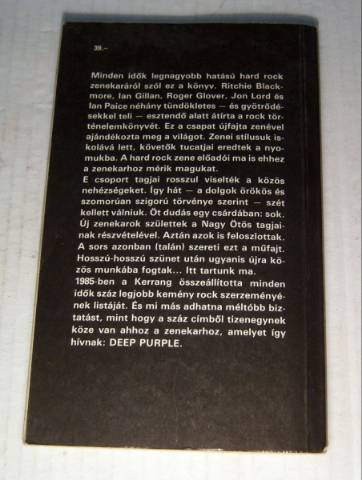 39.–
Minden idők legnagyobb hatású hard rock
zenekaráról szól ez a könyv. Ritchie Black-
more, Ian Gillan, Roger Glover, Jon Lord és
Ian Paice néhány tündökletes – és gyötrődé-
sekkel teli – esztendő alatt átírta a rock tör-
ténelemkönyvét. Ez a csapat újfajta zenével
ajándékozta meg a világot. Zenei stílusuk is-
kolává lett, követők tucatjai eredtek a nyo-
mukba. A hard rock zene előadói ma is ehhez
a zenekarhoz mérik magukat.
E csoport tagjai rosszul viselték a közös
nehézségeket. Így hát – a dolgok örökös és
szomorúan szigorú törvénye szerint – szét
kellett válniuk. Öt dudás egy csárdában: sok.
Új zenekarok születtek a Nagy Ötös tagjai-
nak részvételével. Aztán azok is feloszlottak.
A sors azonban (talán) szereti ezt a műfajt.
Hosszú-hosszú szünet után ugyanis újra kö-
zös munkába fogtak... Itt tartunk ma.
1985-ben a Kerrang összeállította minden
idők száz legjobb kemény rock szerzeményé-
nek listáját. És mi más adhatna méltóbb biz-
tatást, mint hogy a száz címből tizenegynek
köze van ahhoz a zenekarhoz, amelyet így
hívnak: DEEP PURPLE.